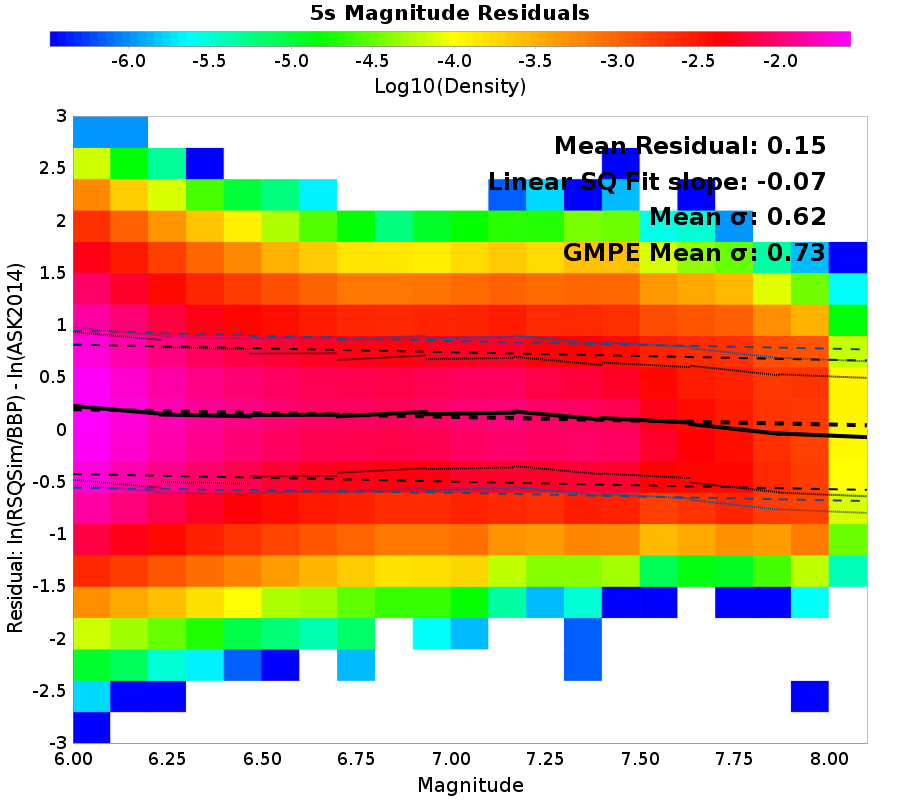 5s Magnitude Residuals
-6.0 -5.5 -5.0 -4.5 -4.0 -3.5 -3.0 -2.5 -2.0
Log10(Density)
Mean Residual: 0.15
Linear SQ Fit slope: -0.07
Mean σ: 0.62
GMPE Mean σ: 0.73
Residual: ln(RSQSim/BBP) - ln(ASK2014)
3
2.5
2
1.5
1
0.5
0
-0.5
-1
-1.5
-2
-2.5
-3
6.00 6.25 6.50 6.75 7.00 7.25 7.50 7.75 8.00
Magnitude